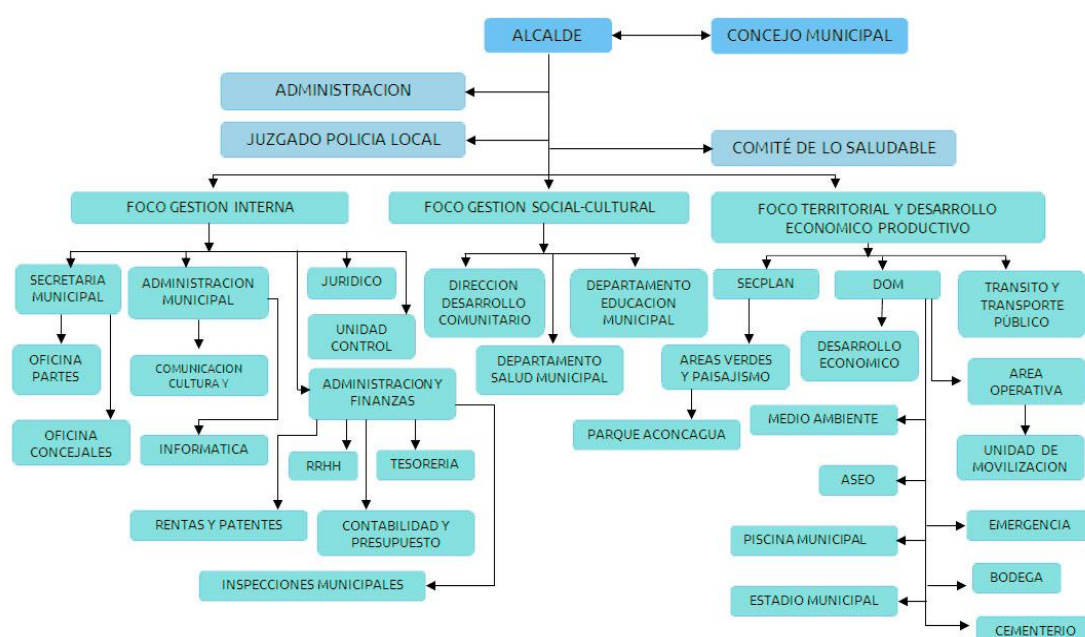 ALCALDE
CONCEJO MUNICIPAL
ADMINISTRACION
JUZGADO POLICIA LOCAL
COMITÉ DE LO SALUDABLE
FOCO GESTION INTERNA
FOCO GESTION SOCIAL-CULTURAL
FOCO TERRITORIAL Y DESARROLLO
ECONOMICO PRODUCTIVO
SECRETARIA
MUNICIPAL
ADMINISTRACION
MUNICIPAL
JURIDICO
UNIDAD
CONTROL
DIRECCION
DESARROLLO
COMUNITARIO
DEPARTAMENTO
EDUCACION
MUNICIPAL
SECPLAN
DOM
TRANSITO Y
TRANSPORTE
PÚBLICO
OFICINA
PARTES
COMUNICACION
CULTURA Y
ADMINISTRACION Y
FINANZAS
DEPARTAMENTO
SALUD MUNICIPAL
AREAS VERDES
Y PAISAJISMO
DESARROLLO
ECONOMICO
AREA
OPERATIVA
OFICINA
CONCEJALES
INFORMATICA
RRHH
TESORERIA
PARQUE ACONCAGUA
MEDIO AMBIENTE
UNIDAD DE
MOVILIZACION
ASEO
RENTAS Y PATENTES
CONTABILIDAD Y
PRESUPUESTO
PISCINA MUNICIPAL
EMERGENCIA
INSPECCIONES MUNICIPALES
BODEGA
ESTADIO MUNICIPAL
CEMENTERIO